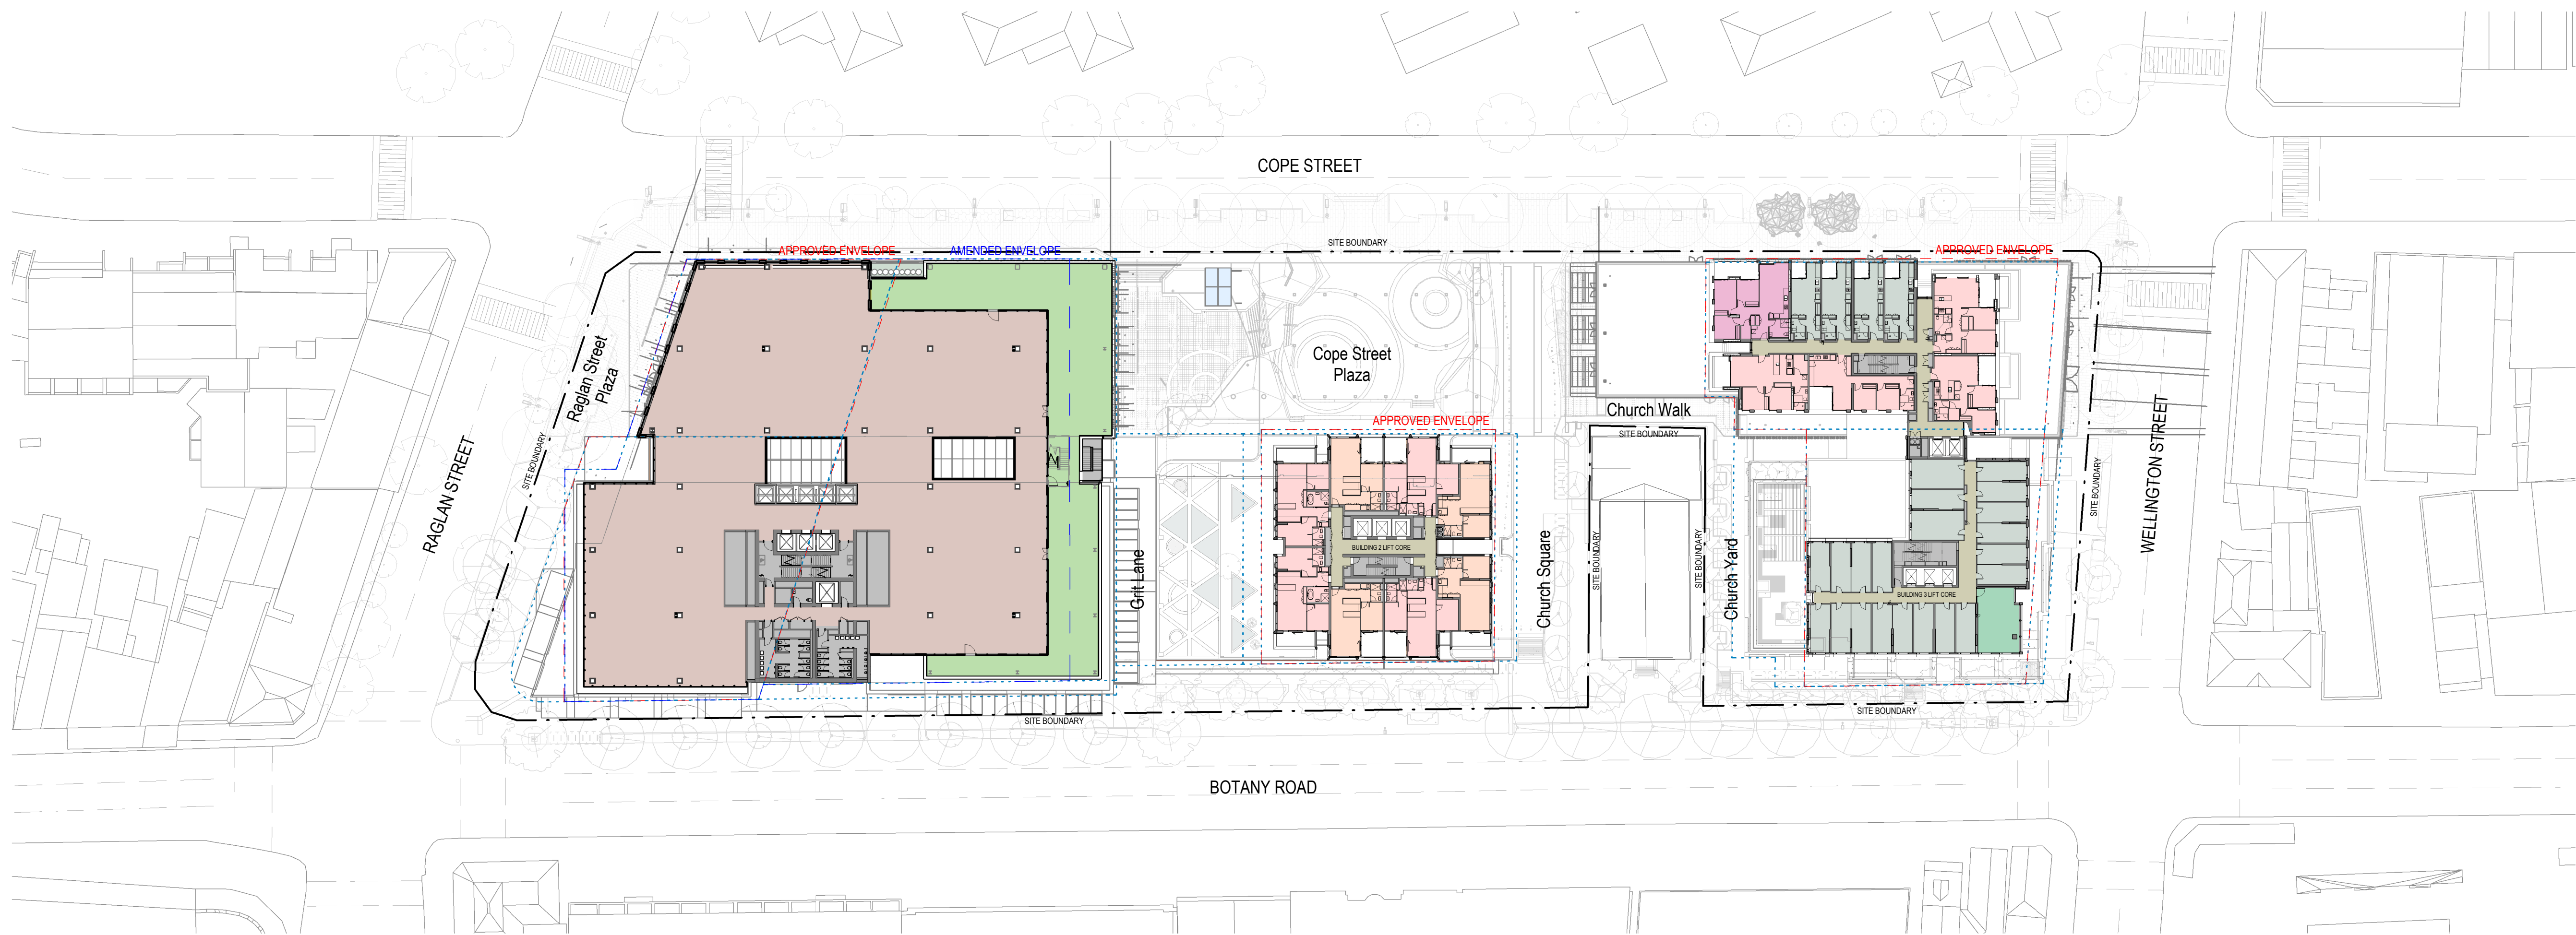 COPE STREET
SITE BOUNDARY
APPROVED ENVELOPE
AMENDED ENVELOPE
APPROVED ENVELOPE
Raglan Street
Plaza
Cope Street
Plaza
APPROVED ENVELOPE
Church Walk
SITE BOUNDARY
RAGLAN STREET
SITE BOUNDARY
WELLINGTON STREET
SITE BOUNDARY
BUILDING 2 LIFT CORE
Grit Lane
Church Square
SITE BOUNDARY
SITE BOUNDARY
Church Yard
BUILDING 3 LIFT CORE
SITE BOUNDARY
SITE BOUNDARY
BOTANY ROAD